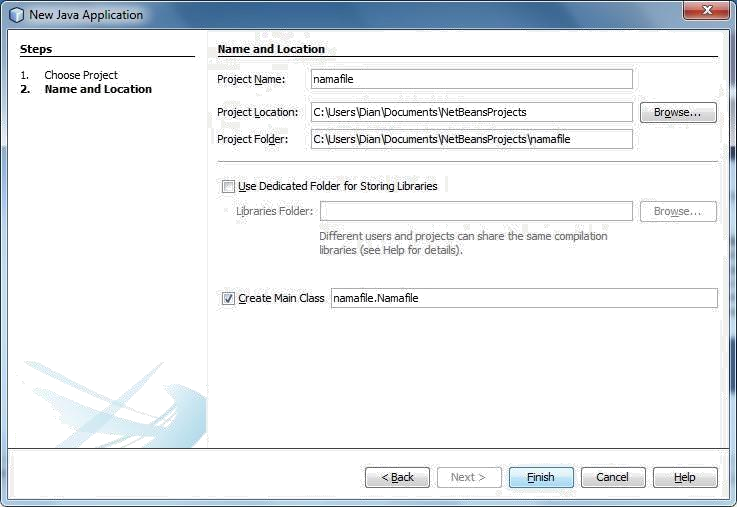 New Java Application
Steps
1. Choose Project
2. Name and Location
Name and Location
Project Name: namafile
Project Location: C:\Users\Dian\Documents\NetBeansProjects Browse...
Project Folder: C:\Users\Dian\Documents\NetBeansProjects\namafile
Use Dedicated Folder for Storing Libraries
Libraries Folder: Browse...
Different users and projects can share the same compilation
libraries (see Help for details).
Create Main Class namafile.Namafile
< Back Next > Finish Cancel Help